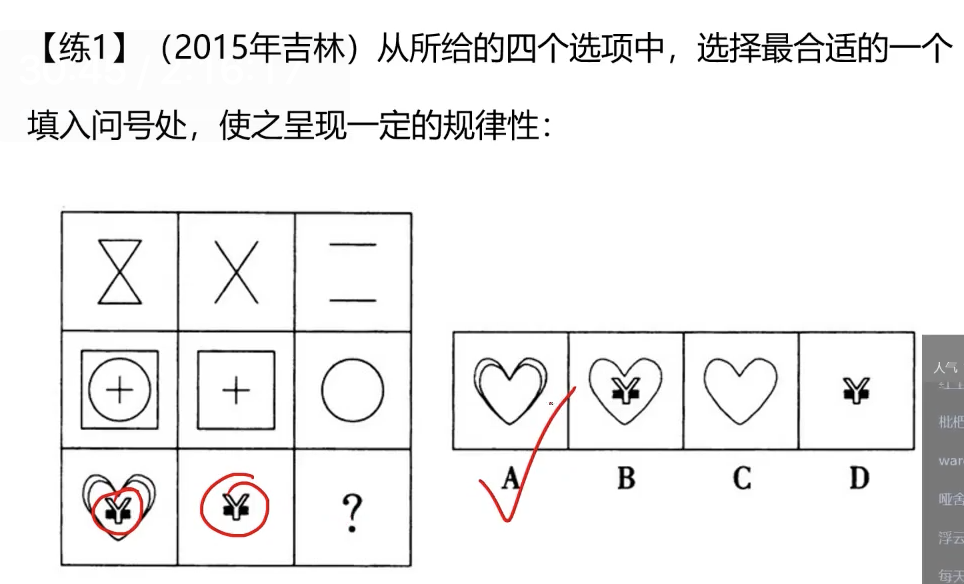 【练1】（2015年吉林）从所给的四个选项中，选择最合适的一个
填入问号处，使之呈现一定的规律性：
¥
¥
?
¥
¥
A
B
C
D
人气
枇杷
war
哑舍
浮云
每天